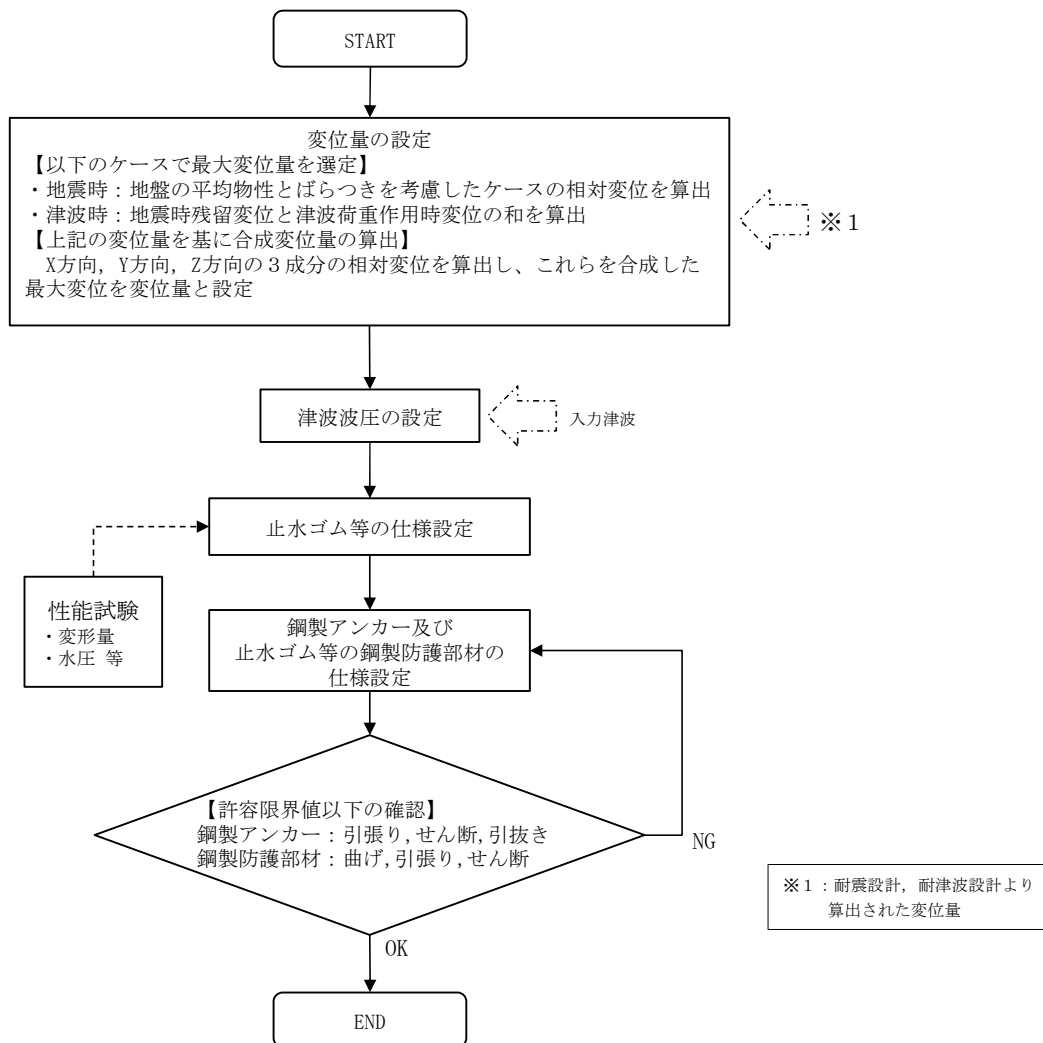 START
変位量の設定
【以下のケースで最大変位量を選定】
・地震時：地盤の平均物性とばらつきを考慮したケースの相対変位を算出
・津波時：地震時残留変位と津波荷重作用時変位の和を算出
【上記の変位量を基に合成変位量の算出】
X方向，Y方向，Z方向の３成分の相対変位を算出し、これらを合成した
最大変位を変位量と設定
※１
津波波圧の設定
入力津波
止水ゴム等の仕様設定
性能試験
・変形量
・水圧 等
鋼製アンカー及び
止水ゴム等の鋼製防護部材の
仕様設定
【許容限界値以下の確認】
鋼製アンカー：引張り，せん断，引抜き
鋼製防護部材：曲げ，引張り，せん断
NG
OK
※１：耐震設計，耐津波設計より
算出された変位量
END